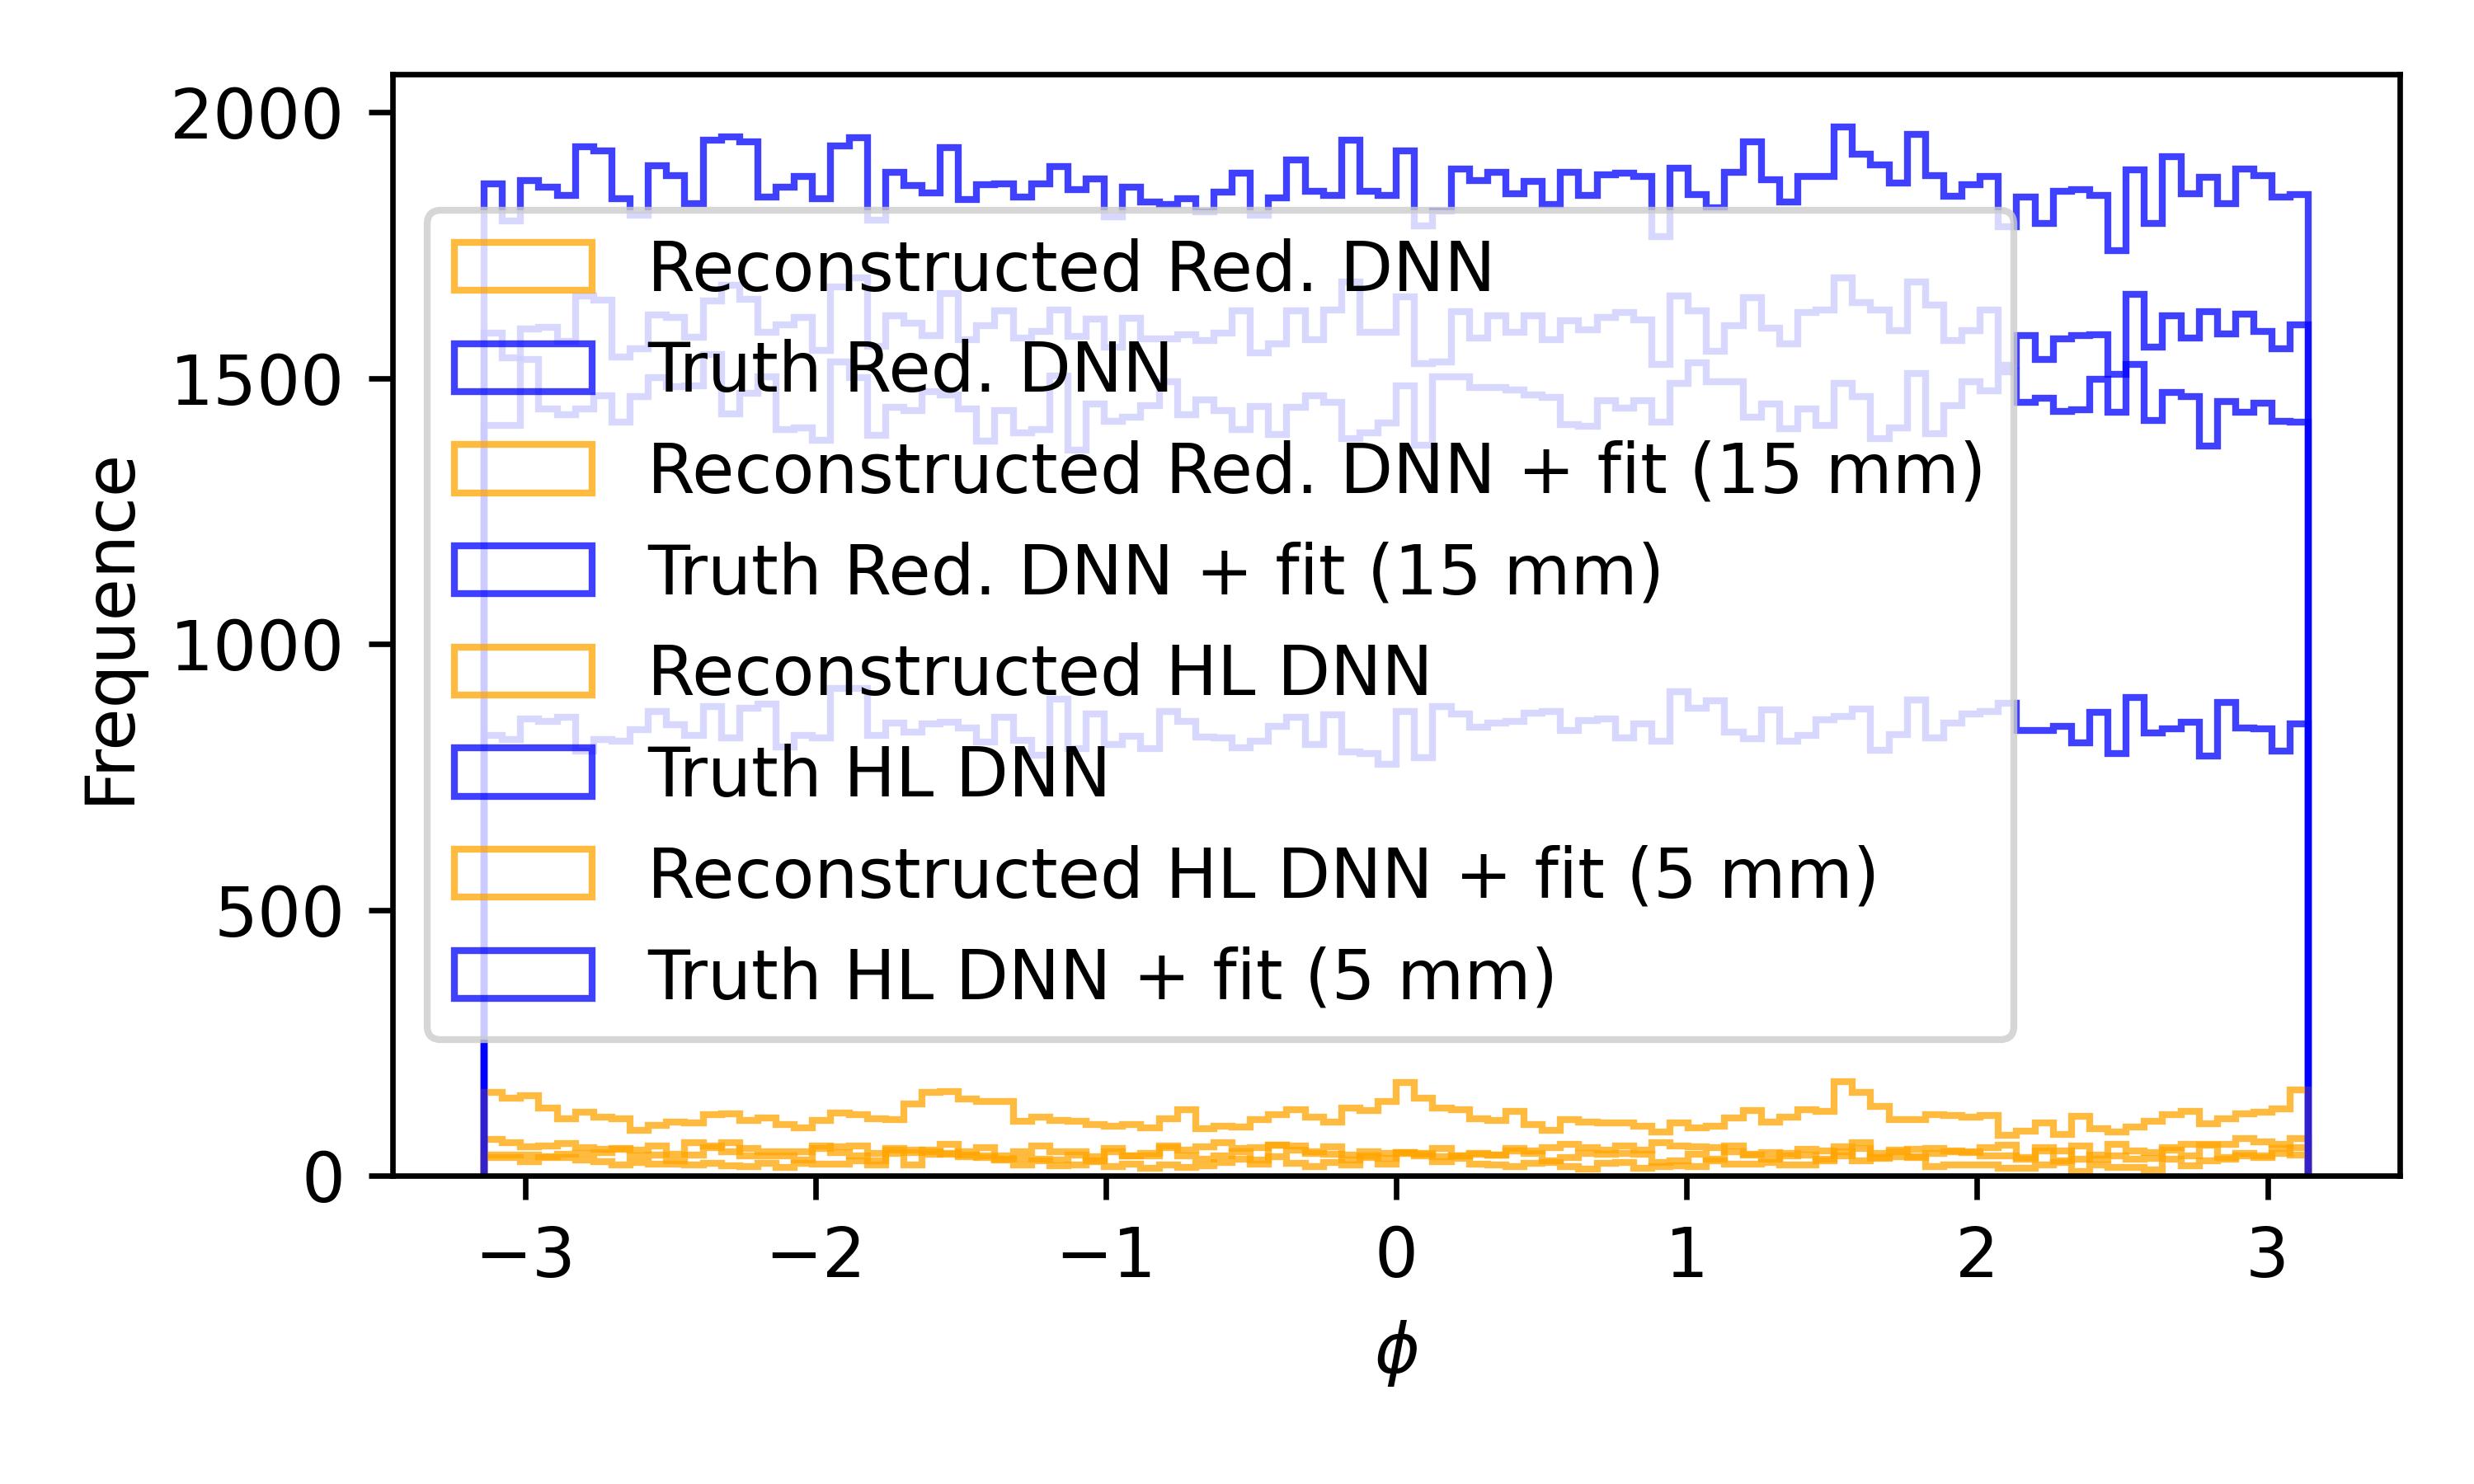 2000
1500
1000
500
0
Frequence
Reconstructed Red. DNN
Truth Red. DNN
Reconstructed Red. DNN + fit (15 mm)
Truth Red. DNN + fit (15 mm)
Reconstructed HL DNN
Truth HL DNN
Reconstructed HL DNN + fit (5 mm)
Truth HL DNN + fit (5 mm)
−3 −2 −1 0 1 2 3
ϕ